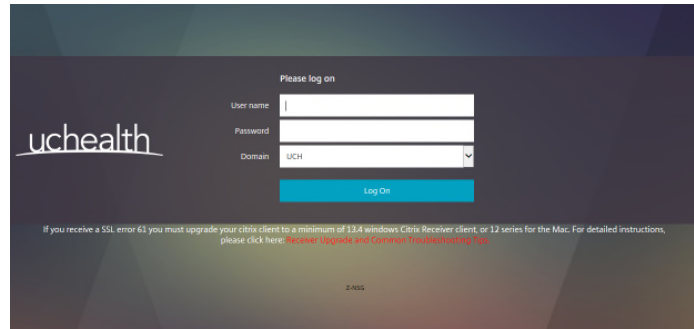 Please log on
User name
uchealth
Password
Domain UCH
Log On
If you receive a SSL error 61 you must upgrade your citrix client to a minimum of 13.4 windows Citrix Receiver client, or 12 series for the Mac. For detailed instructions,
please click here: Receiver Upgrade and Common Troubleshooting Tips.
Z-NSG